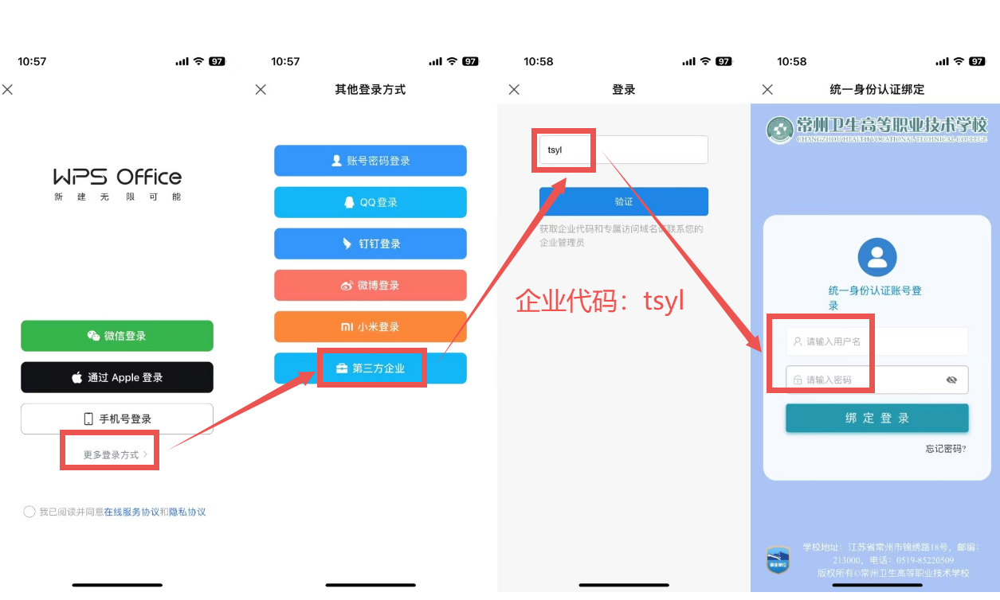 10:57
97
WPS Office
新建无限可能
微信登录
通过 Apple 登录
手机号登录
更多登录方式
我已阅读并同意在线服务协议和隐私协议
10:57
97
其他登录方式
账号密码登录
QQ登录
钉钉登录
微博登录
小米登录
第三方企业
10:58
97
登录
tsyl
验证
获取企业代码和专属访问域名请联系您的
企业管理员
企业代码：tsyl
10:58
97
统一身份认证绑定
常州卫生高等职业技术学校
CHANGZHOU HEALTH VOCATIONAL TECHNICAL COLLEGE
统一身份认证账号登
录
请输入用户名
请输入密码
绑定登录
忘记密码?
学校地址：江苏省常州市锦绣路18号，邮编：
213000，电话：0519-85220509
版权所有©常州卫生高等职业技术学校
事业单位